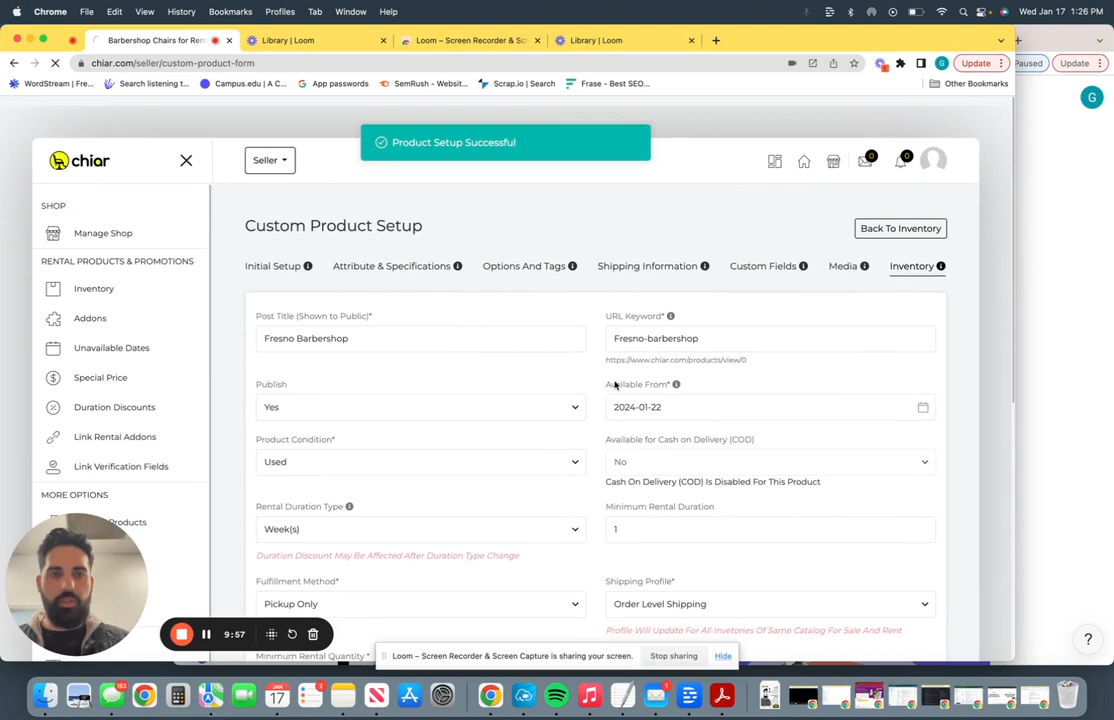 Chrome File Edit View History Bookmarks Profiles Tab Window Help Wed Jan 17 1:26 PM
Barbershop Chairs for Ren Library | Loom Loom – Screen Recorder & Sc Library | Loom
chiar.com/seller/custom-product-form G Update Paused Update
WordStream | Fre... Search listening t... Campus.edu | A C... App passwords SemRush - Websit... Scrap.io | Search Frase - Best SEO... Other Bookmarks
G
Product Setup Successful
chiar Seller 0 0
SHOP
Manage Shop
RENTAL PRODUCTS & PROMOTIONS
Inventory
Addons
Unavailable Dates
Special Price
Duration Discounts
Link Rental Addons
Link Verification Fields
MORE OPTIONS
Products
Custom Product Setup Back To Inventory
Initial Setup Attribute & Specifications Options And Tags Shipping Information Custom Fields Media Inventory
Post Title (Shown to Public)* URL Keyword*
Fresno Barbershop Fresno-barbershop
https://www.chiar.com/products/view/0
Publish Available From*
Yes 2024-01-22
Product Condition* Available for Cash on Delivery (COD)
Used No
Cash On Delivery (COD) Is Disabled For This Product
Rental Duration Type Minimum Rental Duration
Week(s) 1
Duration Discount May Be Affected After Duration Type Change
Fulfillment Method* Shipping Profile*
Pickup Only Order Level Shipping
Profile Will Update For All Invetories Of Same Catalog For Sale And Rent
Minimum Rental Quantity *
9:57
Loom – Screen Recorder & Screen Capture is sharing your screen. Stop sharing Hide
?
183 JAN 17 2 1